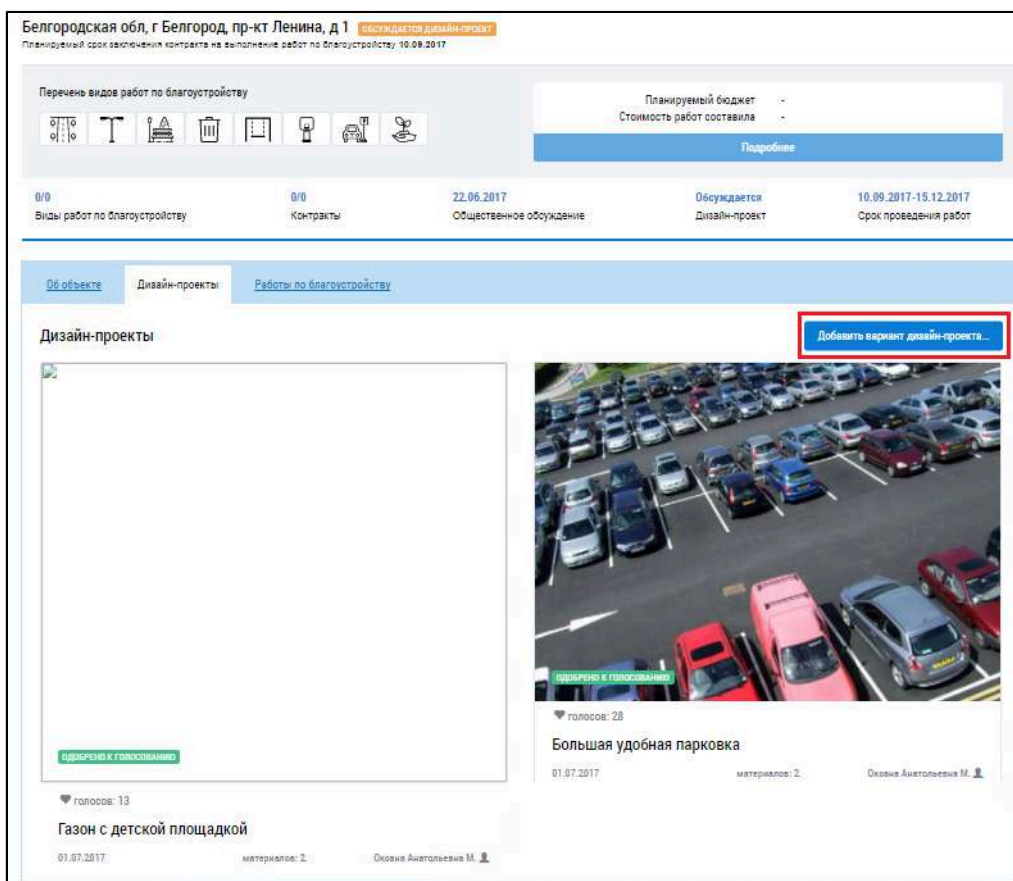 Белгородская обл, г Белгород, пр-кт Ленина, д 1 ОБСУЖДАЕТСЯ ДИЗАЙН-ПРОЕКТ
Планируемый срок заключения контракта на выполнение работ по благоустройству 10.09.2017
Перечень видов работ по благоустройству
Планируемый бюджет -
Стоимость работ составила -
Подробнее
0/0 0/0 22.06.2017 Обсуждается 10.09.2017-15.12.2017
Виды работ по благоустройству Контракты Общественное обсуждение Дизайн-проект Срок проведения работ
Об объекте Дизайн-проекты Работы по благоустройству
Дизайн-проекты Добавить вариант дизайн-проекта...
ОДОБРЕНО К ГОЛОСОВАНИЮ
голосов: 28
Большая удобная парковка
01.07.2017 материалов: 2 Оковна Анатольевна М.
ОДОБРЕНО К ГОЛОСОВАНИЮ
голосов: 13
Газон с детской площадкой
01.07.2017 материалов: 2 Оковна Анатольевна М.